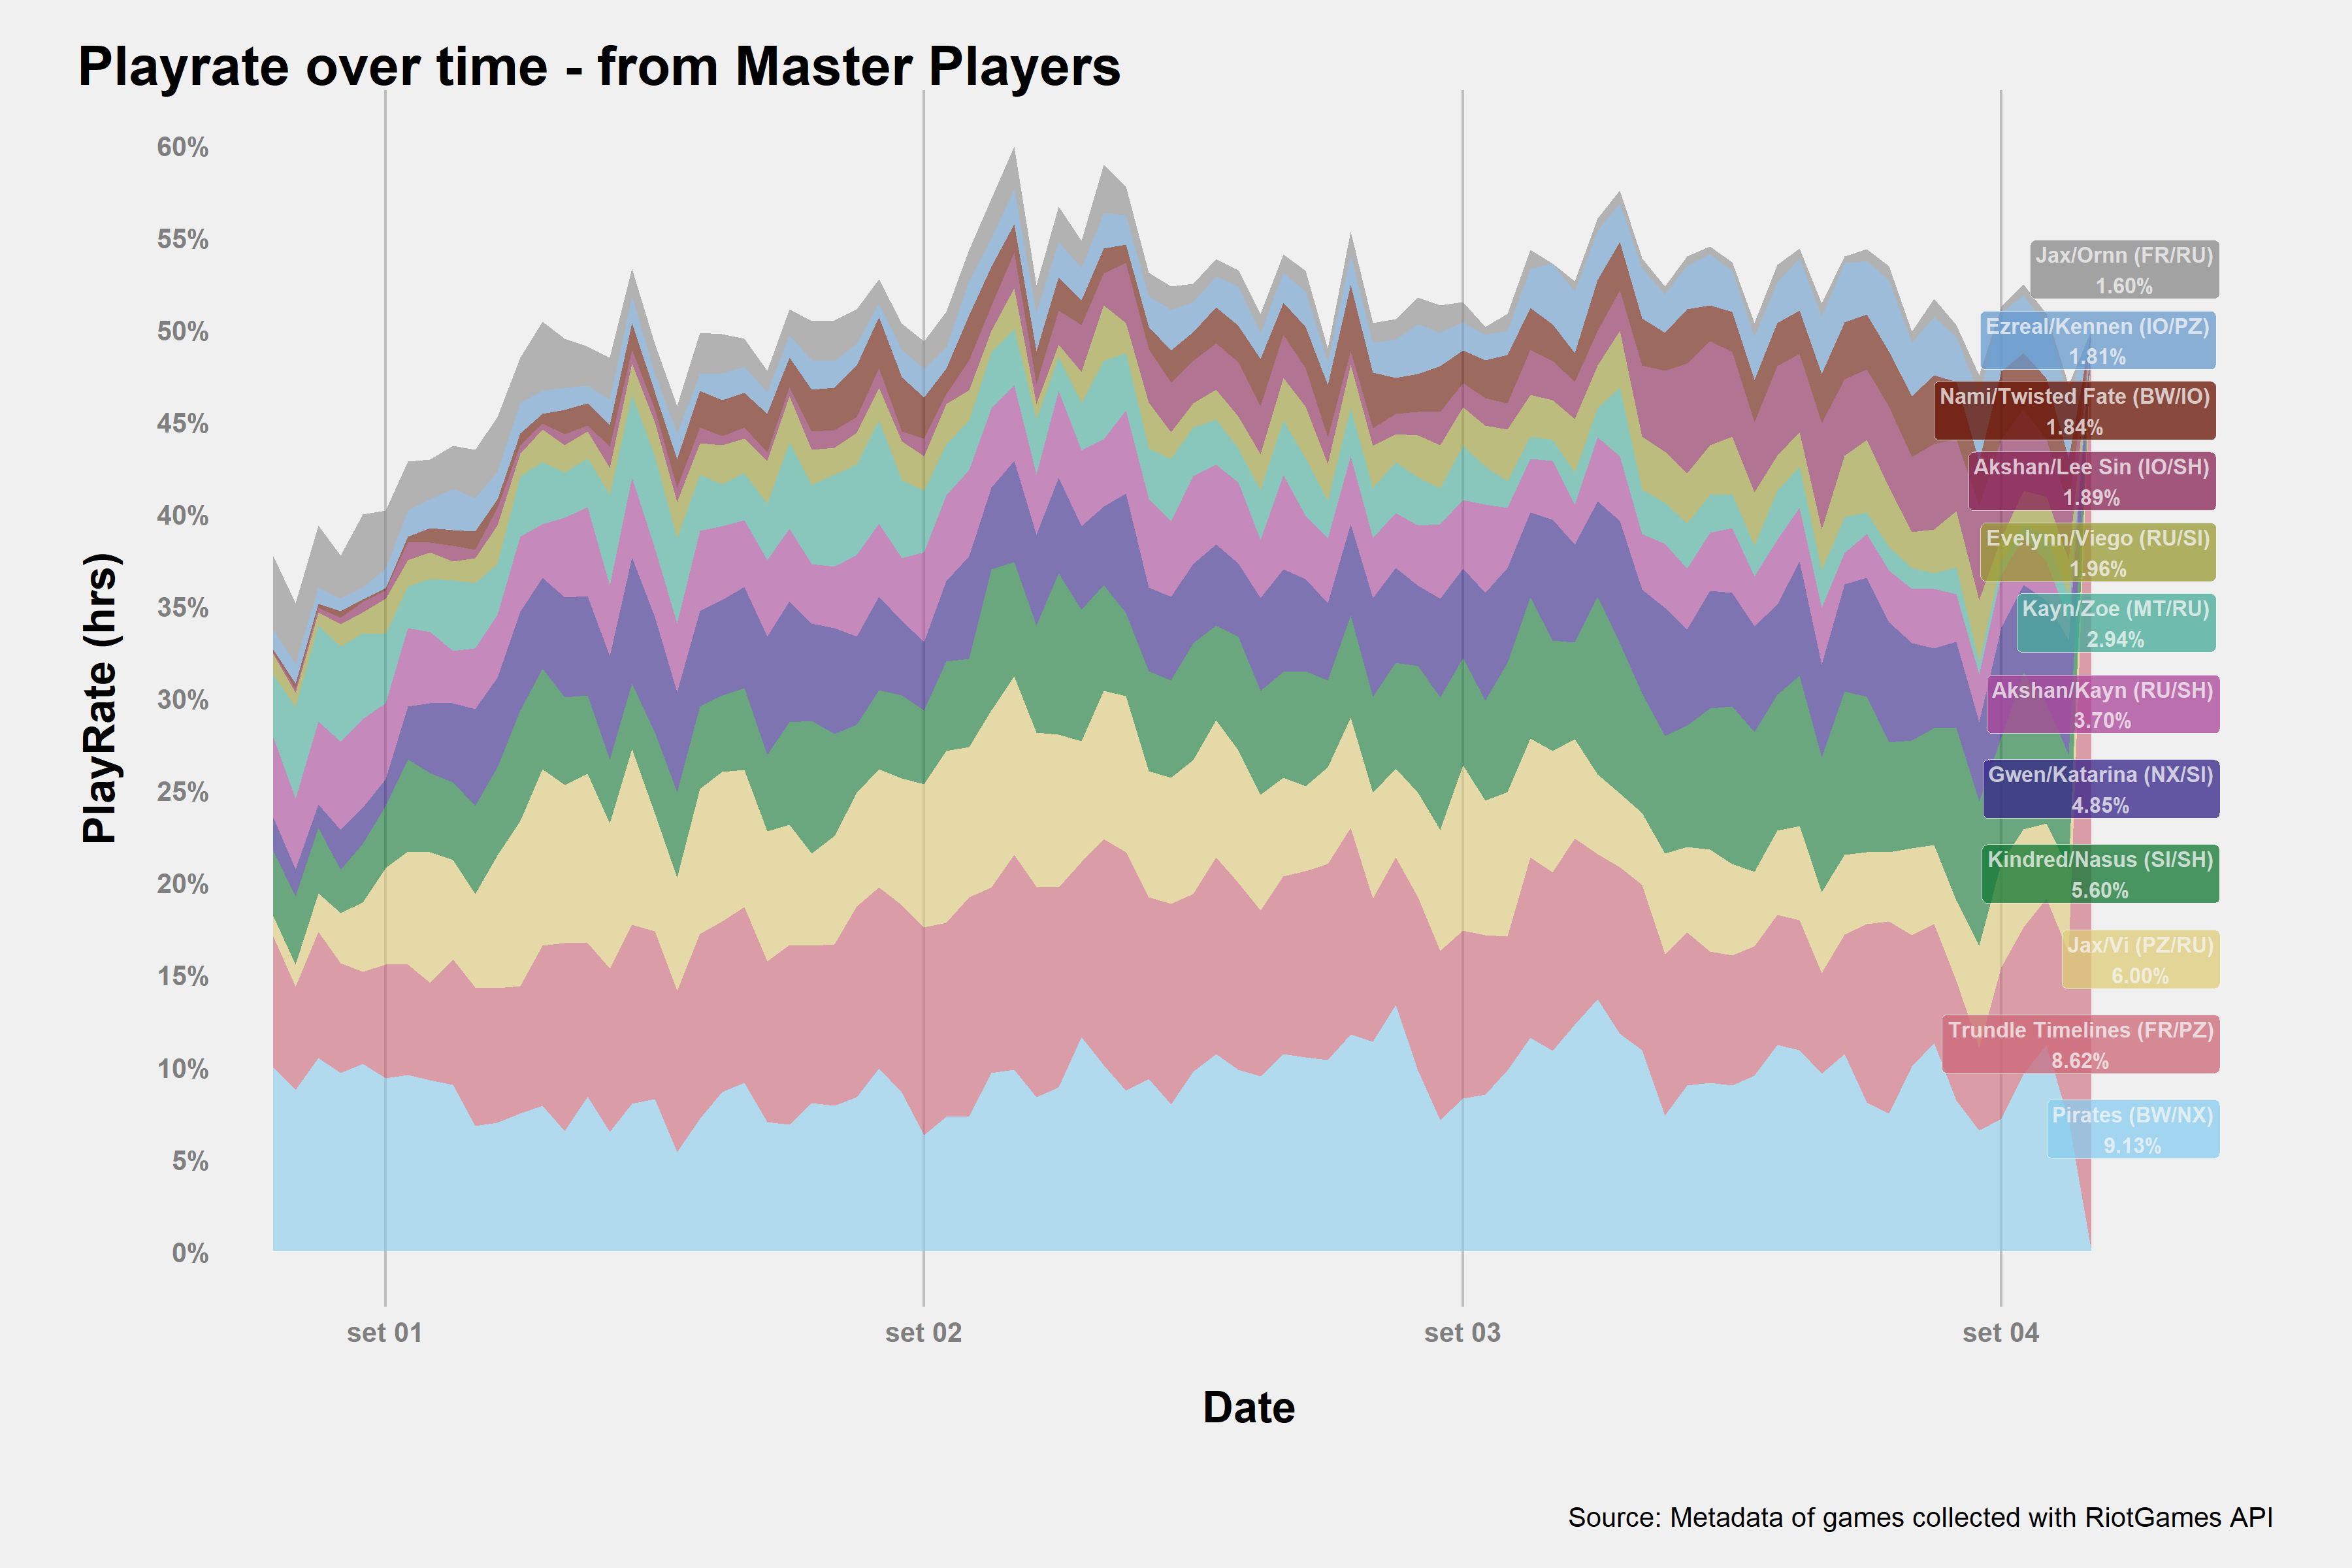 Playrate over time - from Master Players
PlayRate (hrs)
60%
55%
50%
45%
40%
35%
30%
25%
20%
15%
10%
5%
0%
Jax/Ornn (FR/RU)
1.60%
Ezreal/Kennen (IO/PZ)
1.81%
Nami/Twisted Fate (BW/IO)
1.84%
Akshan/Lee Sin (IO/SH)
1.89%
Evelynn/Viego (RU/SI)
1.96%
Kayn/Zoe (MT/RU)
2.94%
Akshan/Kayn (RU/SH)
3.70%
Gwen/Katarina (NX/SI)
4.85%
Kindred/Nasus (SI/SH)
5.60%
Jax/Vi (PZ/RU)
6.00%
Trundle Timelines (FR/PZ)
8.62%
Pirates (BW/NX)
9.13%
set 01
set 02
set 03
set 04
Date
Source: Metadata of games collected with RiotGames API